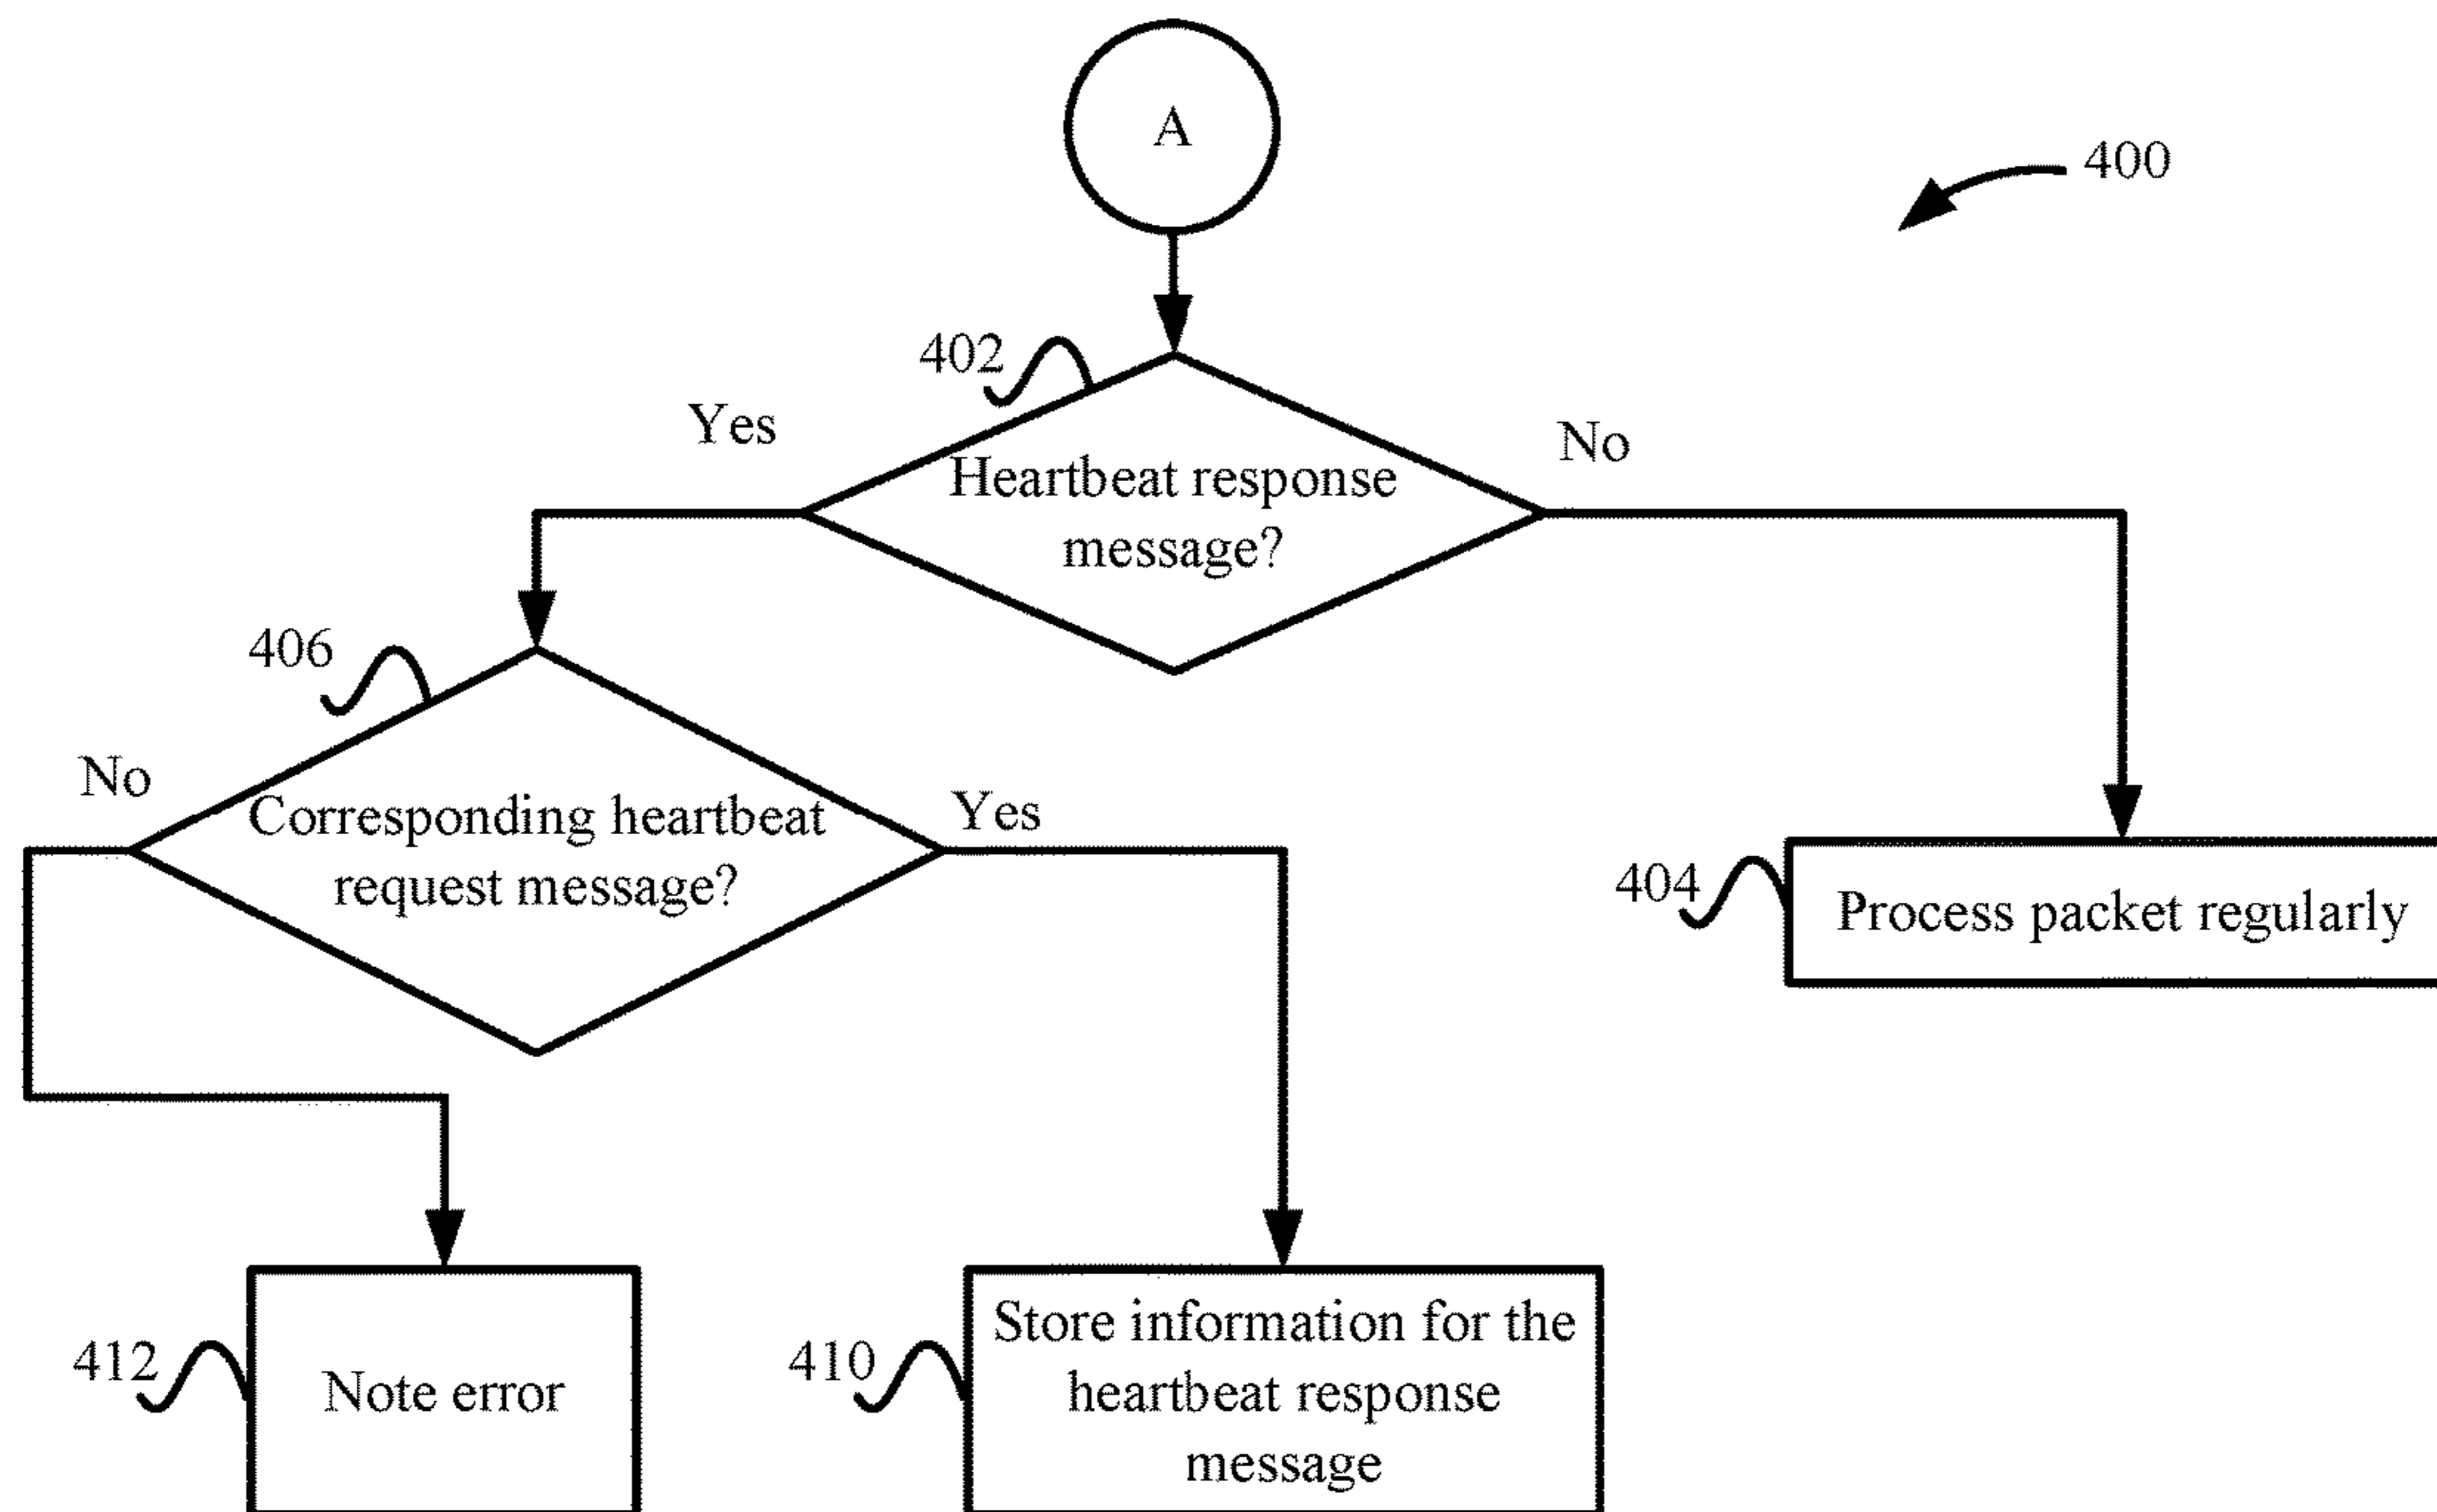 A
400
402
Yes
No
Heartbeat response
message?
406
No
Yes
Corresponding heartbeat
request message?
404
Process packet regularly
412
Note error
410
Store information for the
heartbeat response
message